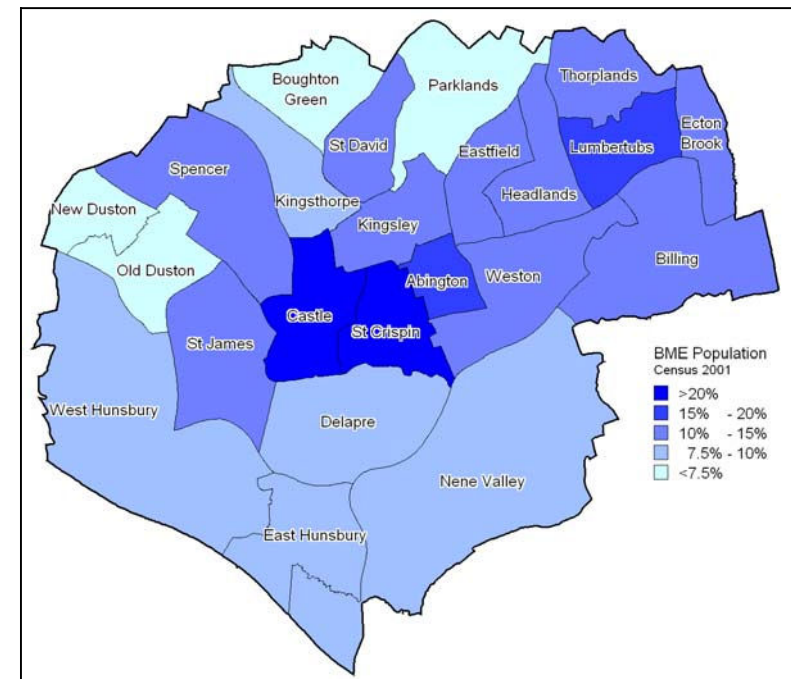 Boughton
Green
Parklands
Thorplands
St David
Ecton
Brook
Eastfield
Lumbertubs
Spencer
Headlands
Kingsthorpe
New Duston
Kingsley
Old Duston
Abington
Weston
Billing
Castle
St Crispin
St James
West Hunsbury
Delapre
Nene Valley
East Hunsbury
BME Population
Census 2001
>20%
15% - 20%
10% - 15%
7.5% - 10%
<7.5%